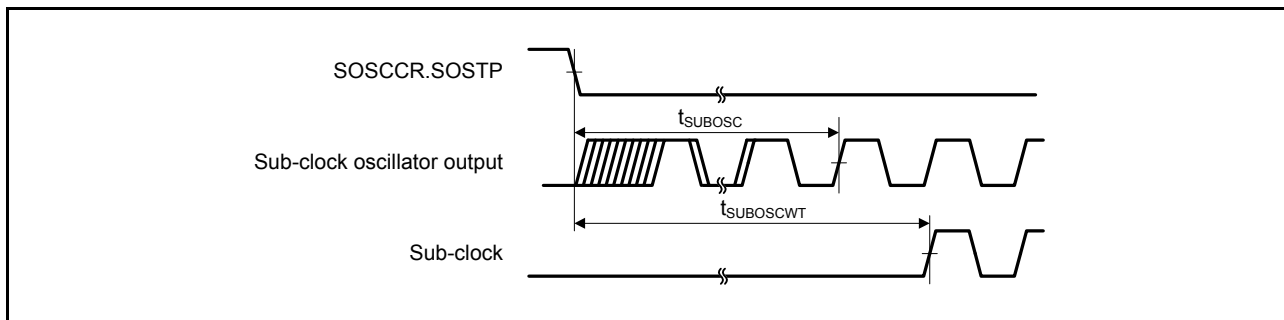 SOSCCR.SOSTP
tSUBOSC
Sub-clock oscillator output
tSUBOSCWT
Sub-clock